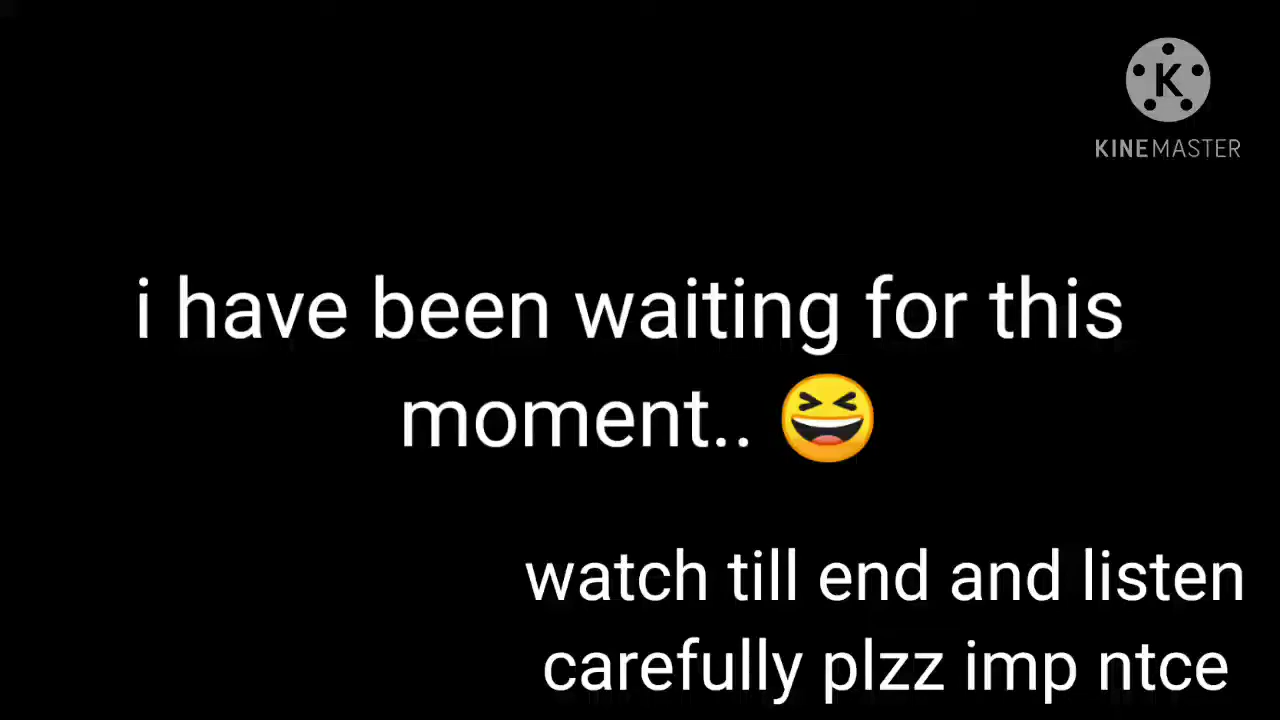 K
KINEMASTER
i have been waiting for this
moment.. 😆
watch till end and listen
carefully plzz imp ntce